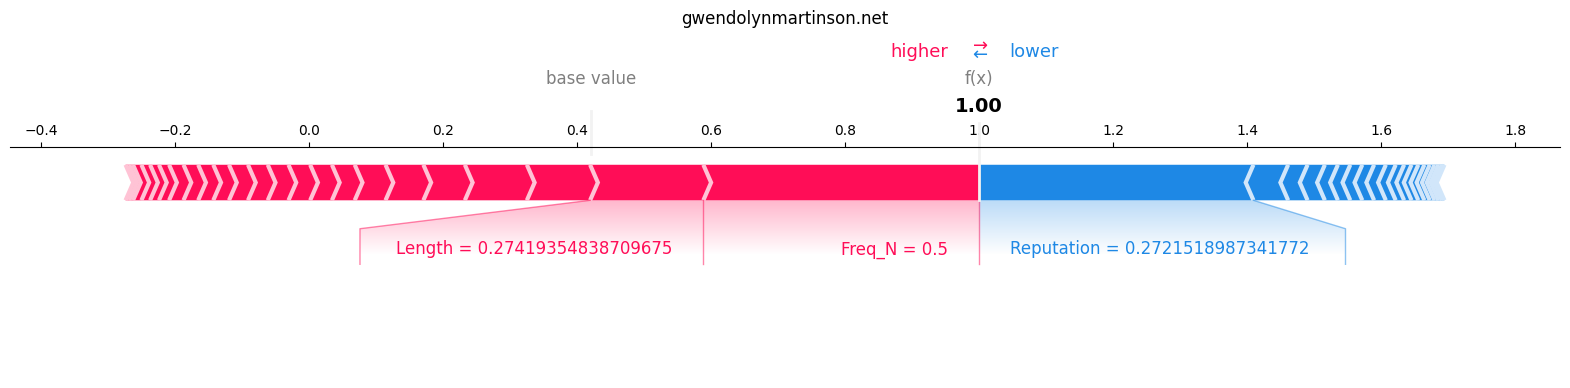 gwendolynmartinson.net
higher → ← lower
base value f(x)
1.00
−0.4 −0.2 0.0 0.2 0.4 0.6 0.8 1.0 1.2 1.4 1.6 1.8
Length = 0.27419354838709675 Freq_N = 0.5 Reputation = 0.2721518987341772